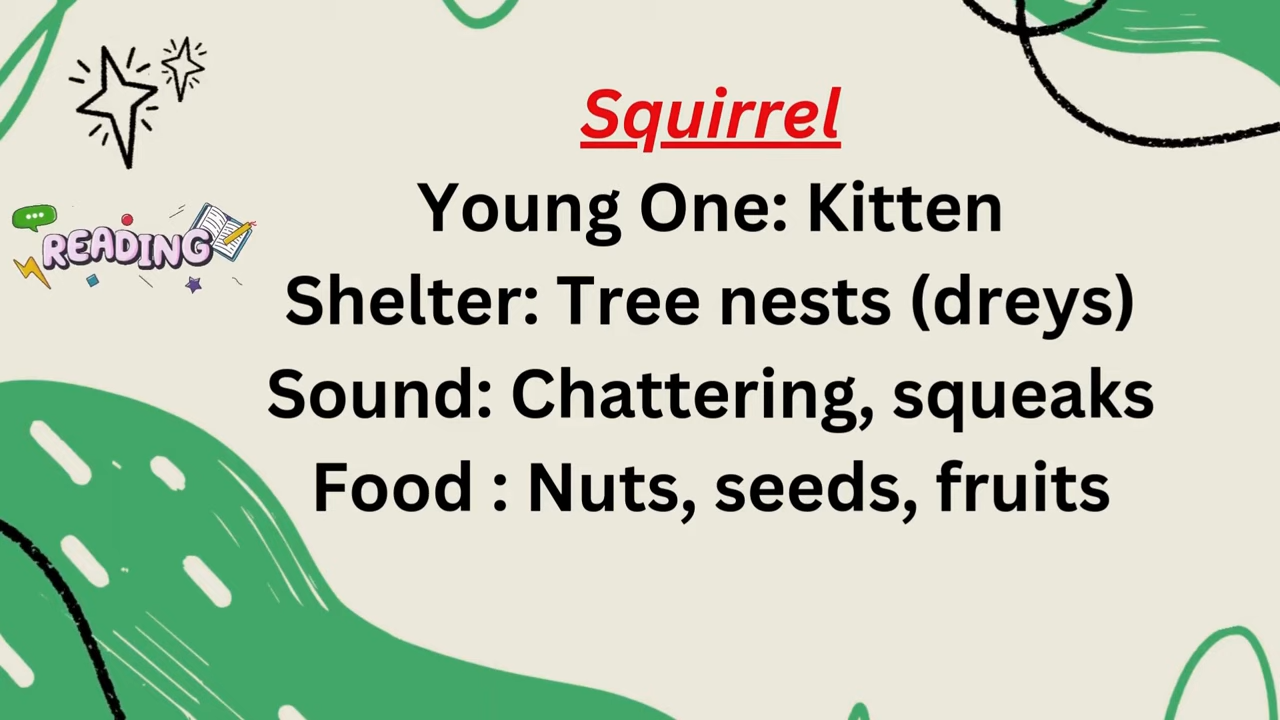 Squirrel
Young One: Kitten
READING
Shelter: Tree nests (dreys)
Sound: Chattering, squeaks
Food : Nuts, seeds, fruits